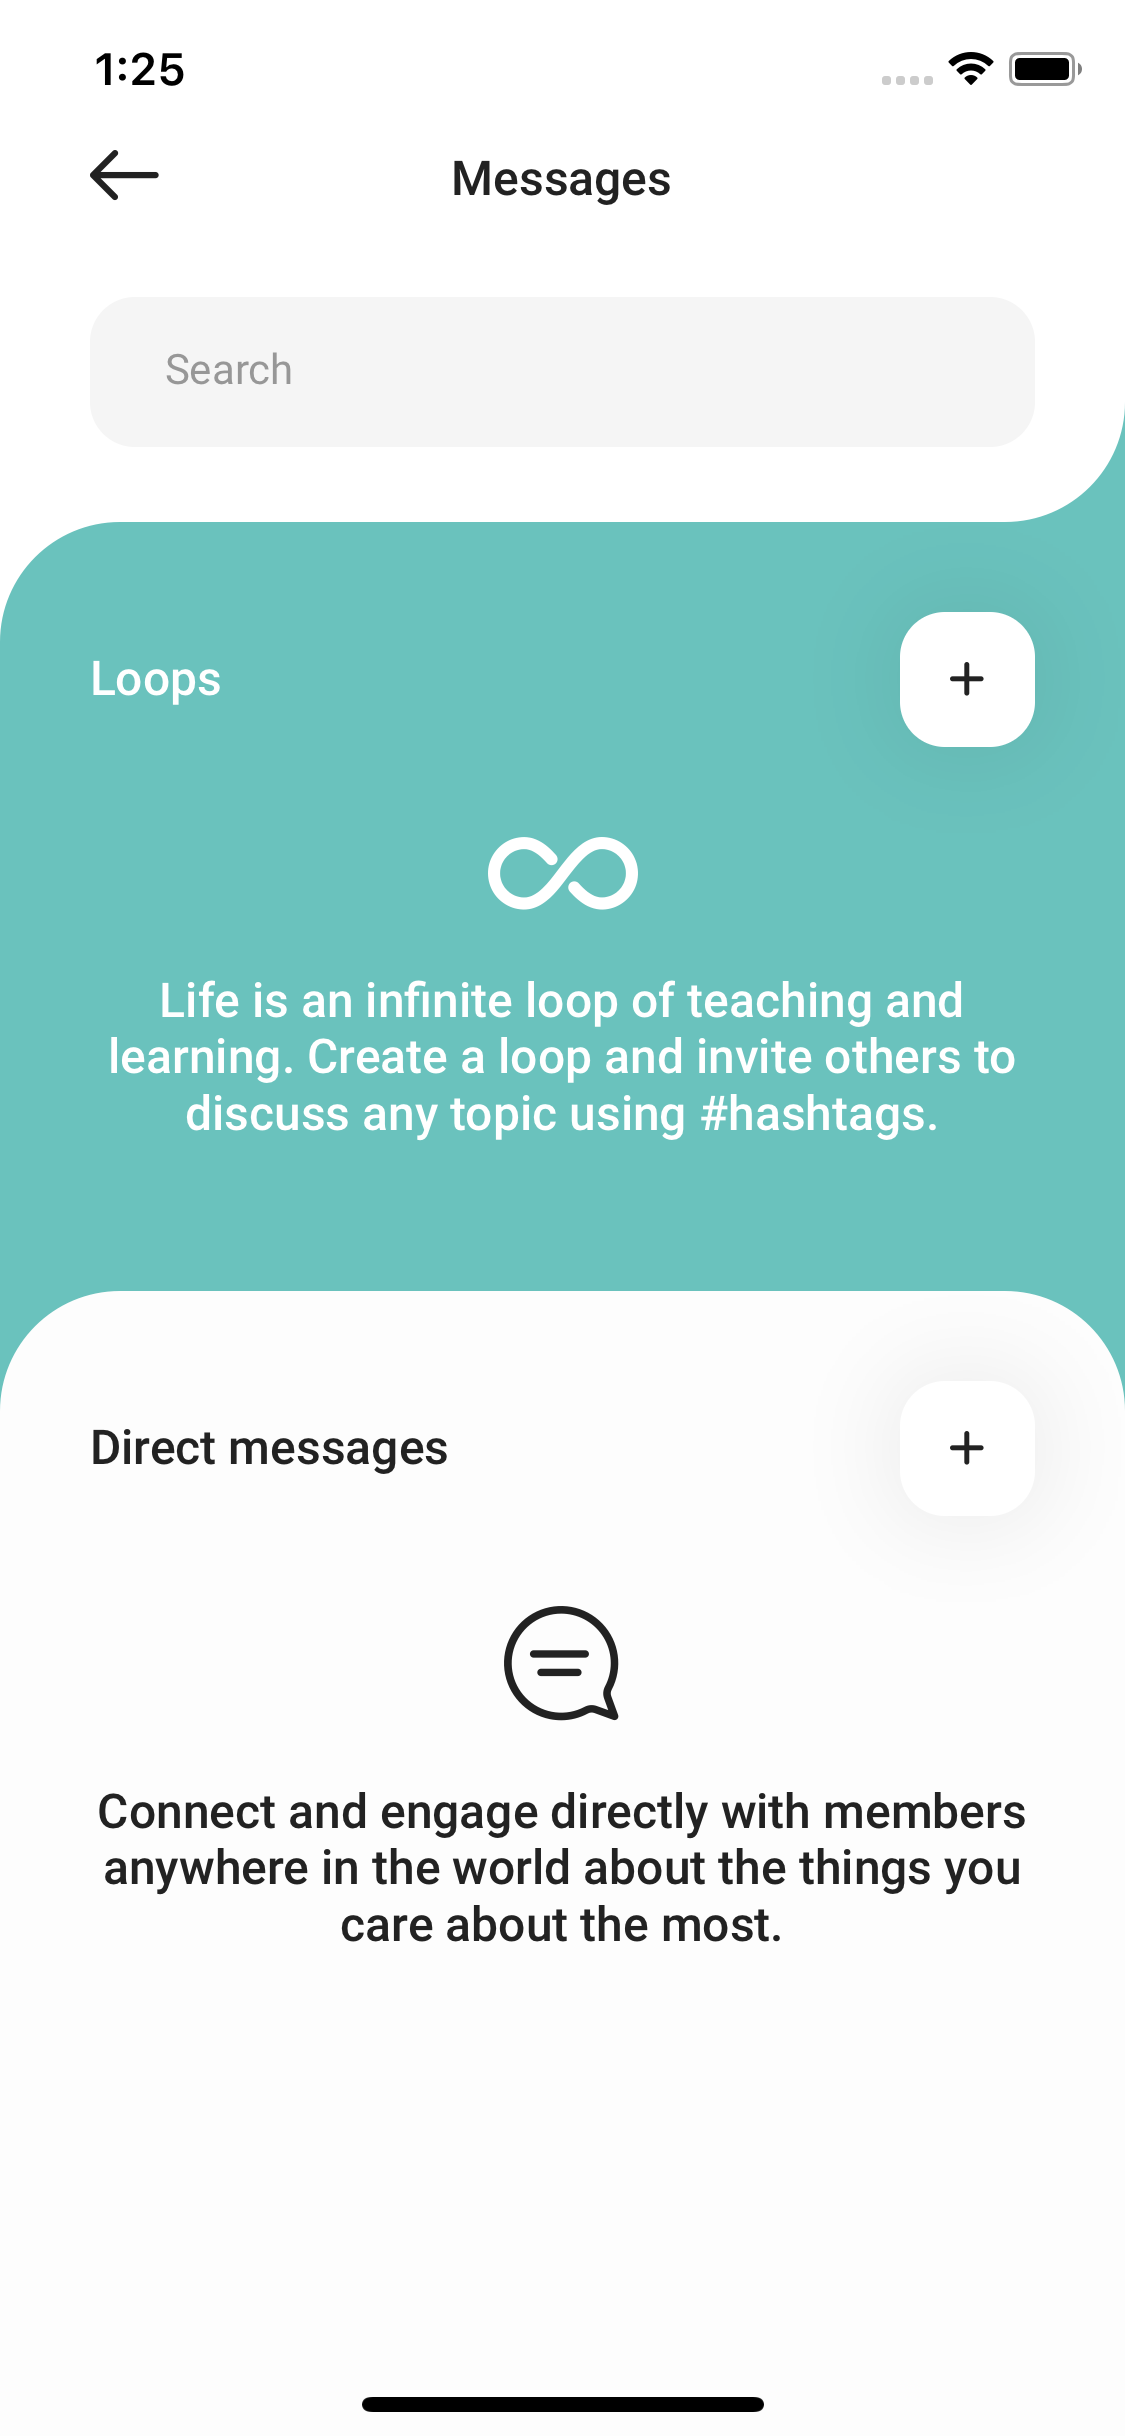 1:25
Messages
Search
Loops
Life is an infinite loop of teaching and
learning. Create a loop and invite others to
discuss any topic using #hashtags.
Direct messages
Connect and engage directly with members
anywhere in the world about the things you
care about the most.